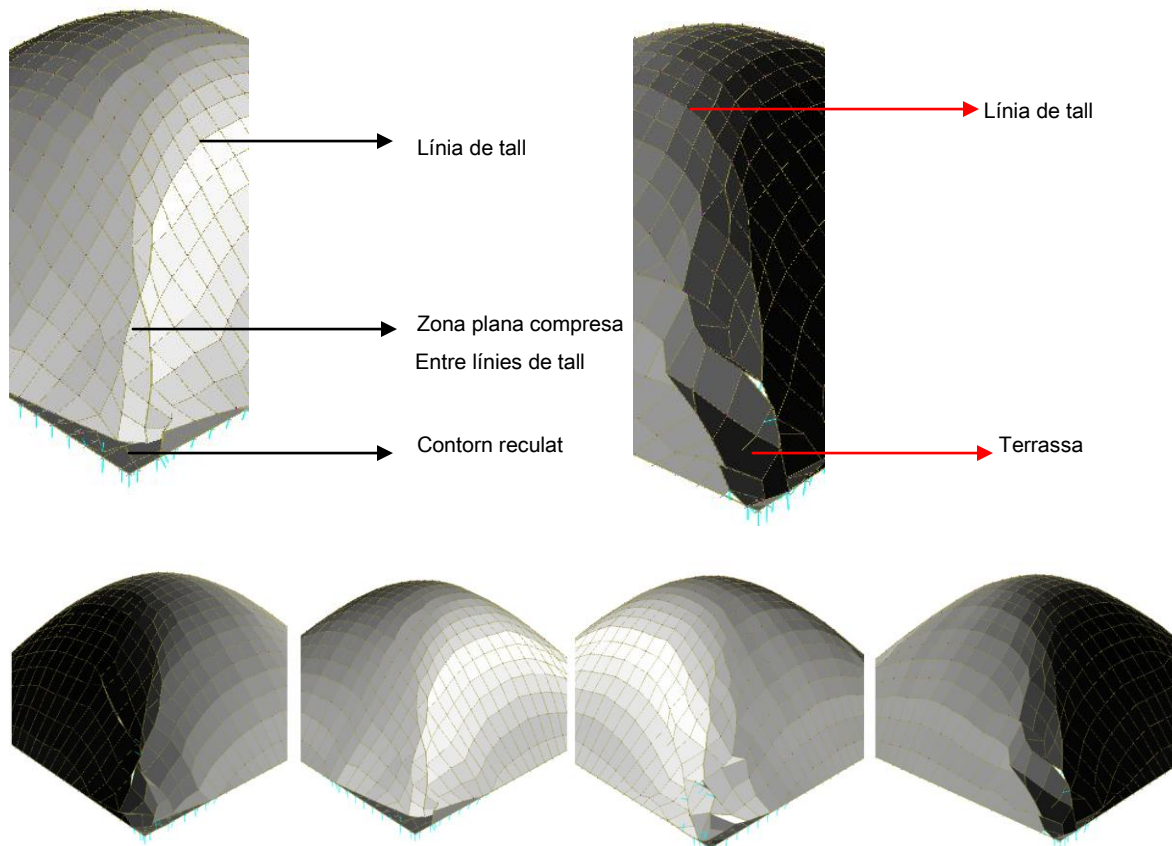 Línia de tall
Línia de tall
Zona plana compresa
Entre línies de tall
Contorn reculat
Terrassa